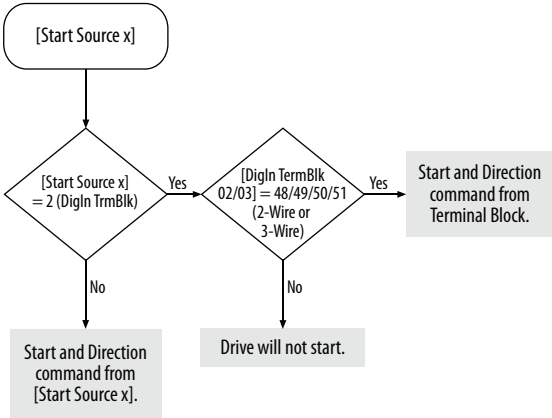 [Start Source x]
[Start Source x]
= 2 (DigIn TrmBlk)
Yes
[DigIn TermBlk
02/03] = 48/49/50/51
(2-Wire or
3-Wire)
Yes
Start and Direction
command from
Terminal Block.
No
No
Start and Direction
command from
[Start Source x].
Drive will not start.